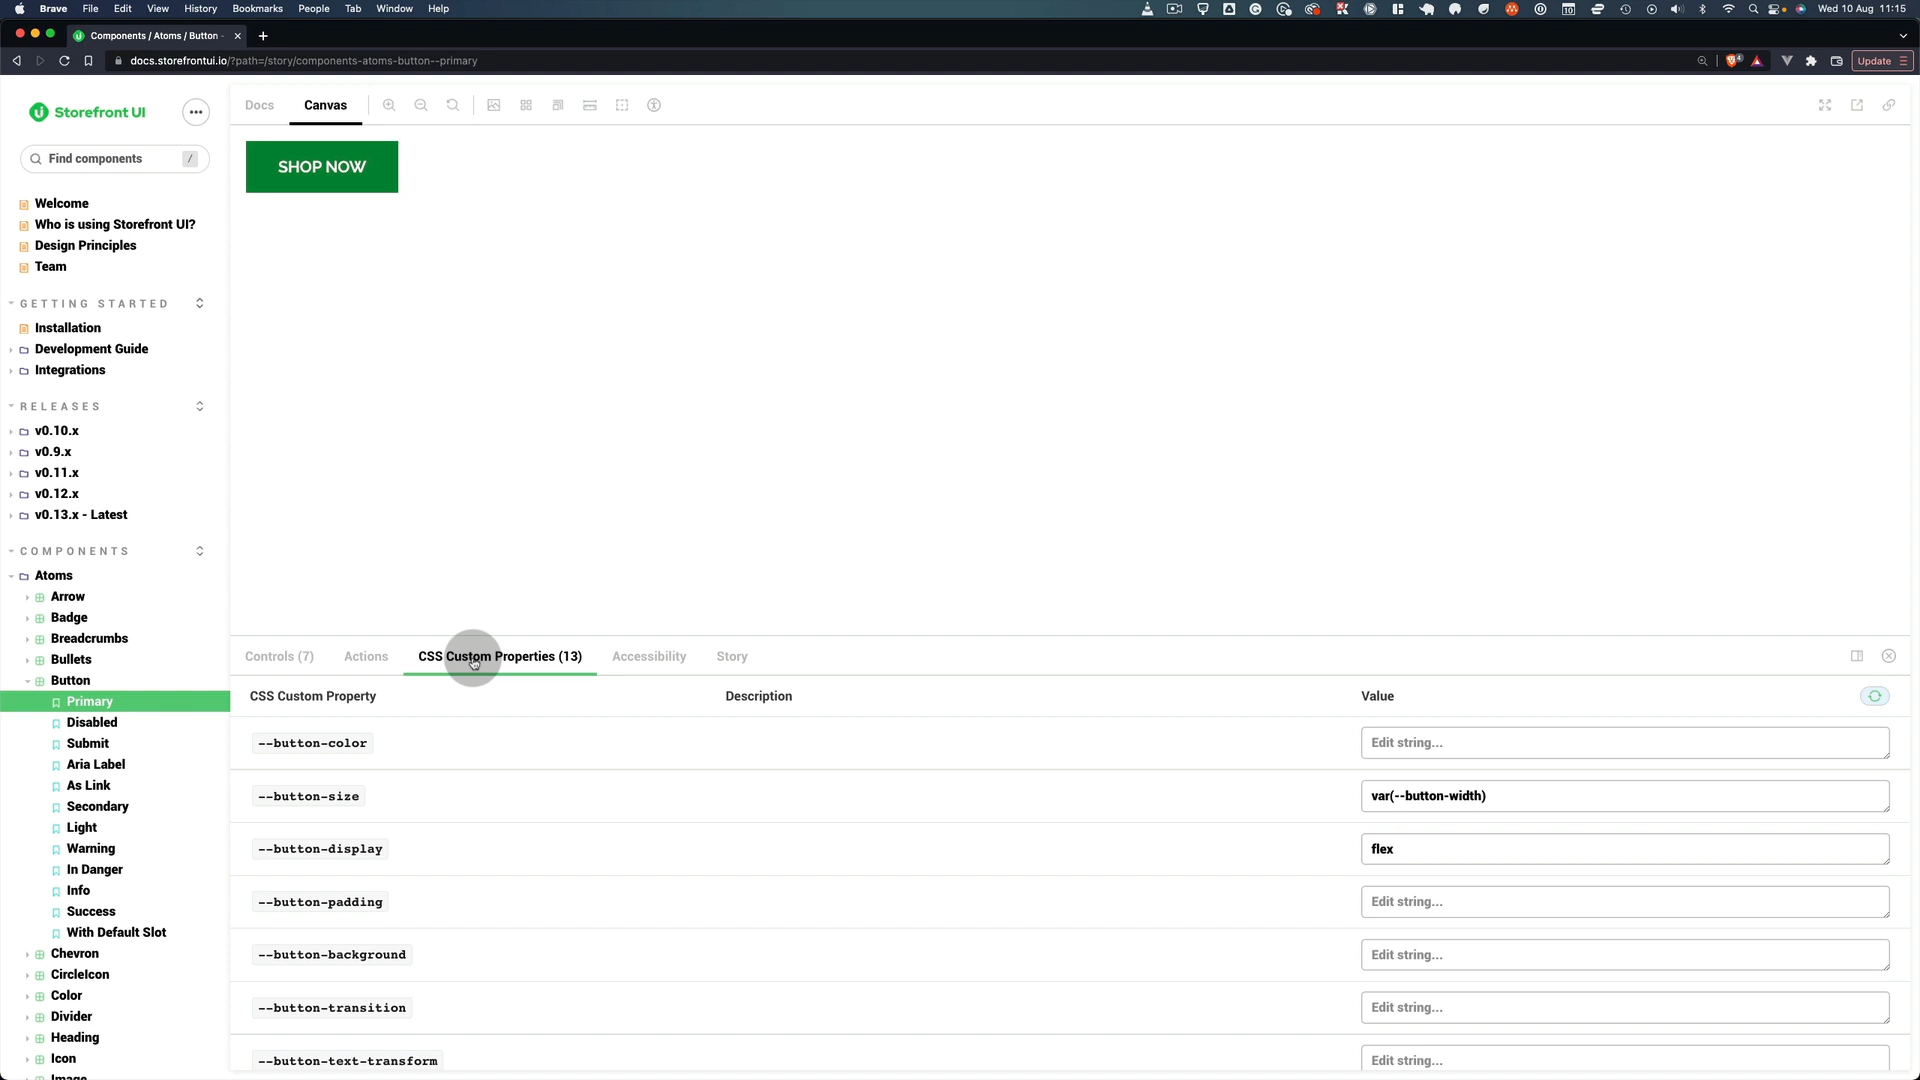 Brave File Edit View History Bookmarks People Tab Window Help
Wed 10 Aug 11:15
Components / Atoms / Button -
docs.storefrontui.io/?path=/story/components-atoms-button--primary
Update
Storefront UI
Find components /
Welcome
Who is using Storefront UI?
Design Principles
Team
GETTING STARTED
Installation
Development Guide
Integrations
RELEASES
v0.10.x
v0.9.x
v0.11.x
v0.12.x
v0.13.x - Latest
COMPONENTS
Atoms
Arrow
Badge
Breadcrumbs
Bullets
Button
Primary
Disabled
Submit
Aria Label
As Link
Secondary
Light
Warning
In Danger
Info
Success
With Default Slot
Chevron
CircleIcon
Color
Divider
Heading
Icon
Image
Docs Canvas
SHOP NOW
Controls (7) Actions CSS Custom Properties (13) Accessibility Story
CSS Custom Property Description Value
--button-color Edit string...
--button-size var(--button-width)
--button-display flex
--button-padding Edit string...
--button-background Edit string...
--button-transition Edit string...
--button-text-transform Edit string...